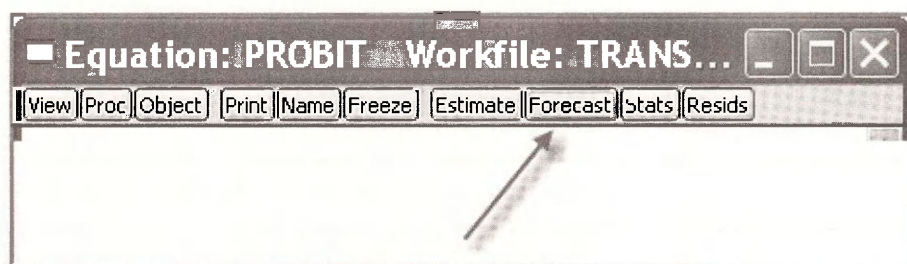 Equation: PROBIT Workfile: TRANS...
View Proc Object Print Name Freeze Estimate Forecast Stats Resids